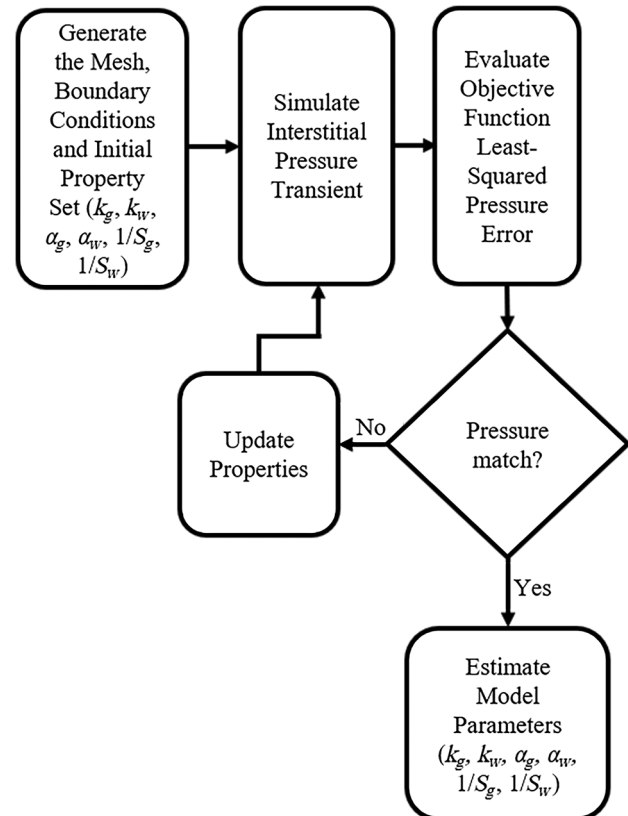 Generate
the Mesh,
Boundary
Conditions
and Initial
Property
Set (kg, kw,
αg, αw, 1/Sg,
1/Sw)
Simulate
Interstitial
Pressure
Transient
Evaluate
Objective
Function
Least-
Squared
Pressure
Error
Pressure
match?
No
Update
Properties
Yes
Estimate
Model
Parameters
(kg, kw, αg, αw,
1/Sg, 1/Sw)